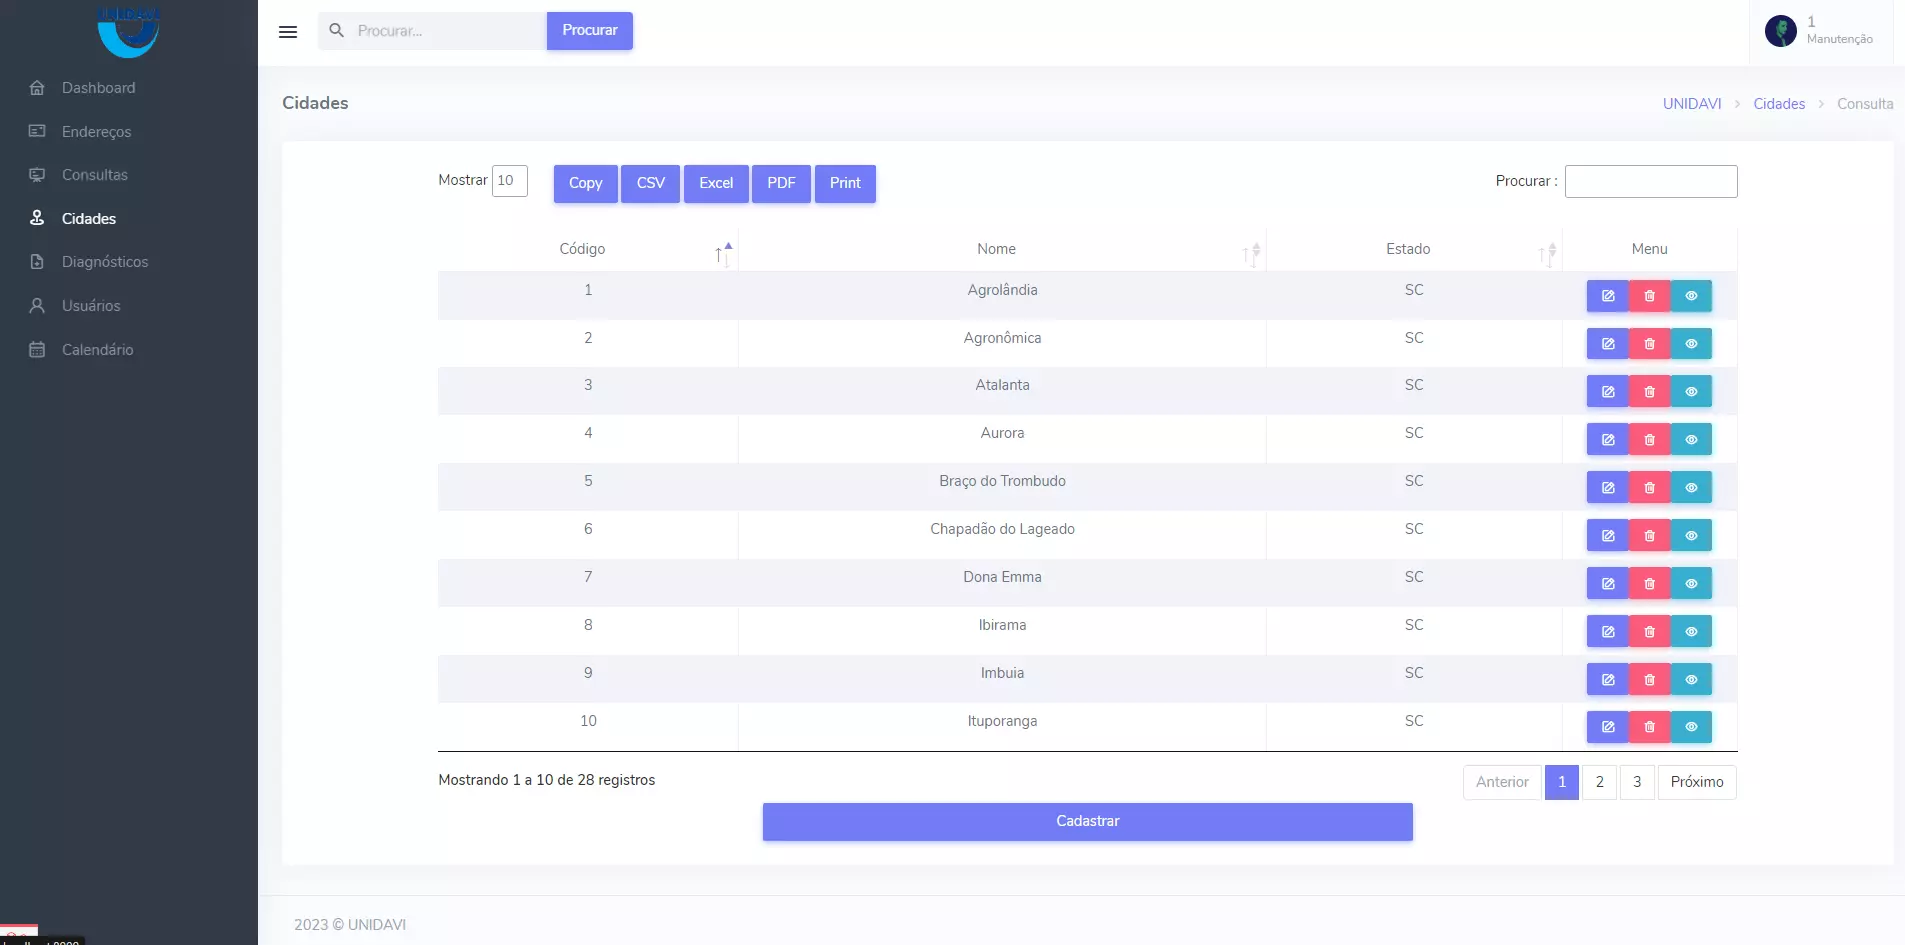 UNIDAVI
Procurar...
Procurar
1
Manutenção
Dashboard
Endereços
Consultas
Cidades
Diagnósticos
Usuários
Calendário
Cidades
UNIDAVI > Cidades > Consulta
Mostrar 10
Copy CSV Excel PDF Print
Procurar :
Código Nome Estado Menu
1 Agrolândia SC
2 Agronômica SC
3 Atalanta SC
4 Aurora SC
5 Braço do Trombudo SC
6 Chapadão do Lageado SC
7 Dona Emma SC
8 Ibirama SC
9 Imbuia SC
10 Ituporanga SC
Mostrando 1 a 10 de 28 registros
Anterior 1 2 3 Próximo
Cadastrar
2023 © UNIDAVI